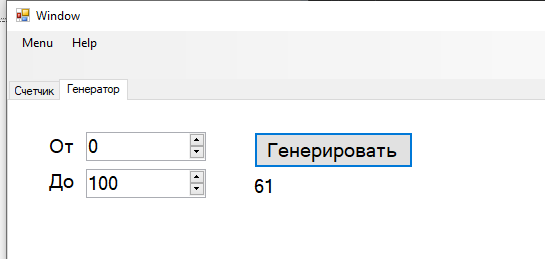 Window
Menu Help
Счетчик Генератор
От 0 Генерировать
До 100 61